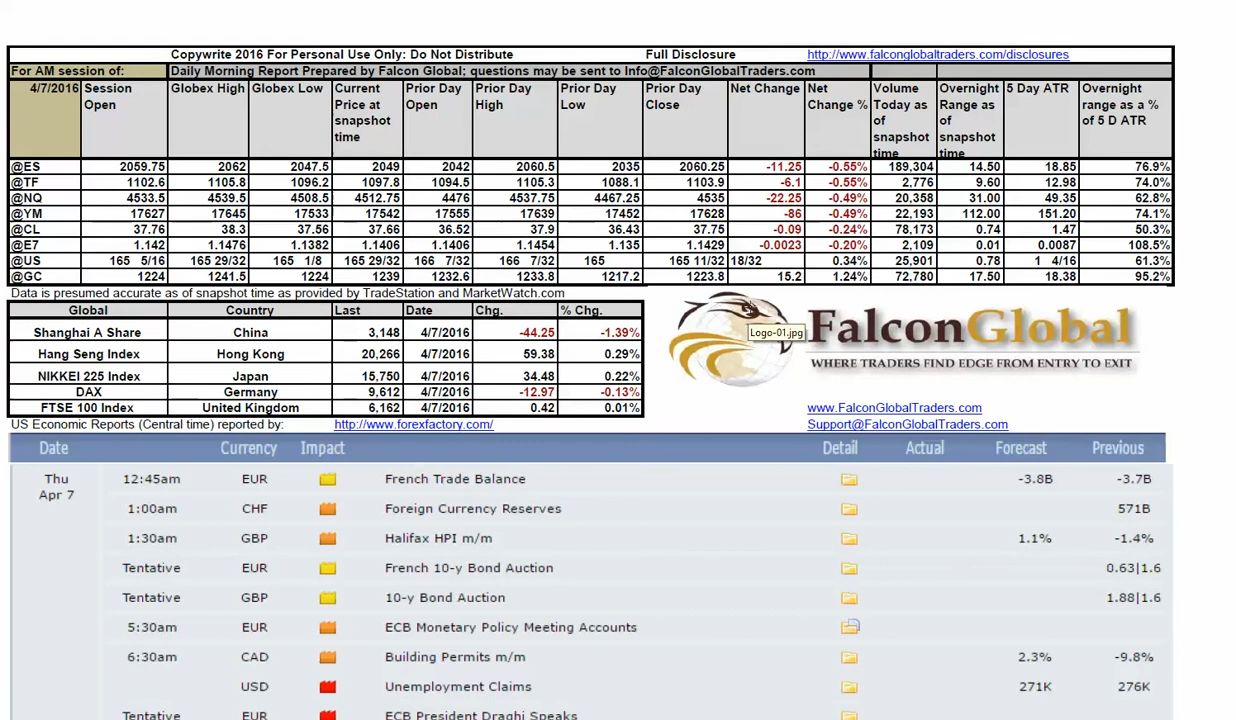 Copywrite 2016 For Personal Use Only: Do Not Distribute Full Disclosure http://www.falconglobaltraders.com/disclosures
For AM session of: Daily Morning Report Prepared by Falcon Global; questions may be sent to Info@FalconGlobalTraders.com
4/7/2016 Session Open Globex High Globex Low Current Price at snapshot time Prior Day Open Prior Day High Prior Day Low Prior Day Close Net Change Net Change % Volume Today as of snapshot time Overnight Range as of snapshot time 5 Day ATR Overnight range as a % of 5 D ATR
@ES 2059.75 2062 2047.5 2049 2042 2060.5 2035 2060.25 -11.25 -0.55% 189,304 14.50 18.85 76.9%
@TF 1102.6 1105.8 1096.2 1097.8 1094.5 1105.3 1088.1 1103.9 -6.1 -0.55% 2,776 9.60 12.98 74.0%
@NQ 4533.5 4539.5 4508.5 4512.75 4476 4537.75 4467.25 4535 -22.25 -0.49% 20,358 31.00 49.35 62.8%
@YM 17627 17645 17533 17542 17555 17639 17452 17628 -86 -0.49% 22,193 112.00 151.20 74.1%
@CL 37.76 38.3 37.56 37.66 36.52 37.9 36.43 37.75 -0.09 -0.24% 78,173 0.74 1.47 50.3%
@E7 1.142 1.1476 1.1382 1.1406 1.1406 1.1454 1.135 1.1429 -0.0023 -0.20% 2,109 0.01 0.0087 108.5%
@US 165 5/16 165 29/32 165 1/8 165 29/32 166 7/32 166 7/32 165 165 11/32 18/32 0.34% 25,901 0.78 1 4/16 61.3%
@GC 1224 1241.5 1224 1239 1232.6 1233.8 1217.2 1223.8 15.2 1.24% 72,780 17.50 18.38 95.2%
Data is presumed accurate as of snapshot time as provided by TradeStation and MarketWatch.com
Global Country Last Date Chg. % Chg.
Shanghai A Share China 3,148 4/7/2016 -44.25 -1.39%
Hang Seng Index Hong Kong 20,266 4/7/2016 59.38 0.29%
NIKKEI 225 Index Japan 15,750 4/7/2016 34.48 0.22%
DAX Germany 9,612 4/7/2016 -12.97 -0.13%
FTSE 100 Index United Kingdom 6,162 4/7/2016 0.42 0.01%
Logo-01.jpg
FalconGlobal
WHERE TRADERS FIND EDGE FROM ENTRY TO EXIT
www.FalconGlobalTraders.com
US Economic Reports (Central time) reported by: http://www.forexfactory.com/ Support@FalconGlobalTraders.com
Date Currency Impact Detail Actual Forecast Previous
Thu Apr 7 12:45am EUR French Trade Balance -3.8B -3.7B
1:00am CHF Foreign Currency Reserves 571B
1:30am GBP Halifax HPI m/m 1.1% -1.4%
Tentative EUR French 10-y Bond Auction 0.63|1.6
Tentative GBP 10-y Bond Auction 1.88|1.6
5:30am EUR ECB Monetary Policy Meeting Accounts
6:30am CAD Building Permits m/m 2.3% -9.8%
USD Unemployment Claims 271K 276K
Tentative EUR ECB President Draghi Speaks